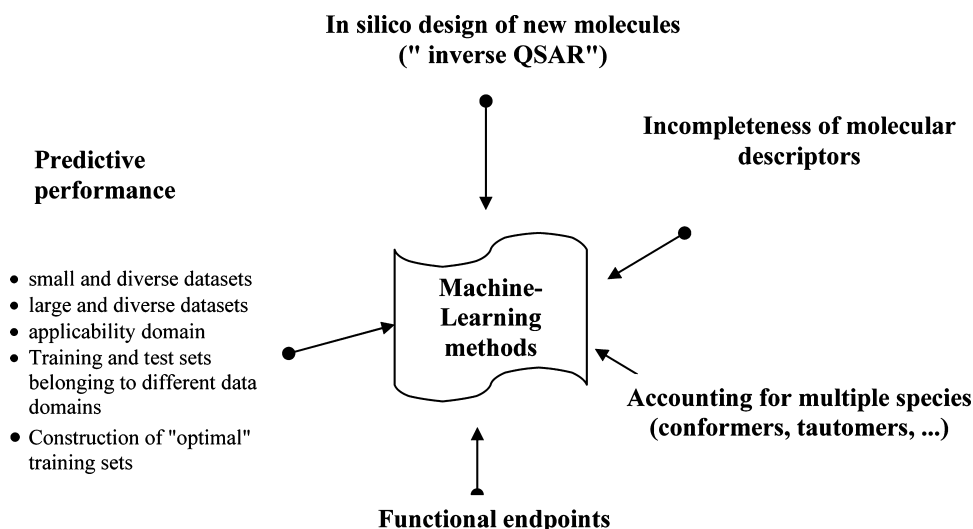 In silico design of new molecules
(" inverse QSAR")
Incompleteness of molecular
descriptors
Predictive
performance
• small and diverse datasets
• large and diverse datasets
• applicability domain
• Training and test sets
belonging to different data
domains
• Construction of "optimal"
training sets
Machine-
Learning
methods
Accounting for multiple species
(conformers, tautomers, ...)
Functional endpoints